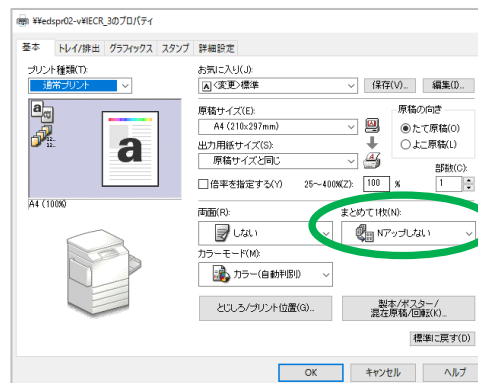 ¥¥edspr02-v¥IECR_3のプロパティ
基本 トレイ/排出 グラフィックス スタンプ 詳細設定
プリント種類(T):
通常プリント
お気に入り(J):
A <変更>標準
保存(V)... 編集(I)...
原稿サイズ(E):
A4 (210x297mm)
出力用紙サイズ(S):
原稿サイズと同じ
原稿の向き
たて原稿(O)
よこ原稿(L)
倍率を指定する(Y) 25～400%(Z): 100 %
部数(C):
1
a
12..
a
A4 (100%)
両面(R):
しない
まとめて1枚(N):
Nアップしない
カラーモード(M):
カラー(自動判別)
とじしろ/プリント位置(G)...
製本/ポスター/
混在原稿/回転(K)...
標準に戻す(D)
OK キャンセル ヘルプ